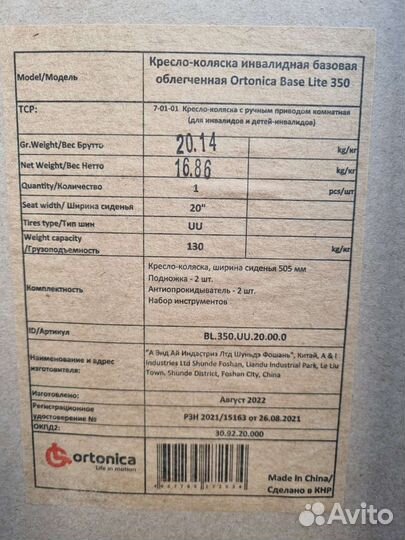 Model/Модель
Кресло-коляска инвалидная базовая
облегченная Ortonica Base Lite 350
ТСР:
7-01-01 Кресло-коляска с ручным приводом комнатная
(для инвалидов и детей-инвалидов)
Gr.Weight/Вес Брутто 20.14 kg/кг
Net Weight/Вес Нетто 16.86 kg/кг
Quantity/Количество 1 pcs/шт
Seat width/ Ширина сиденья 20"
Tires type/Тип шин UU
Weight capacity
/Грузоподъемность 130 kg/кг
Комплектность
Кресло-коляска, ширина сиденья 505 мм
Подножка - 2 шт.
Антиопрокидыватель - 2 шт.
Набор инструментов
ID/Артикул BL.350.UU.20.00.0
Наименование и адрес
изготовителя:
"А Энд Ай Индастриз Лтд Шуньдэ Фошань", Китай, A & I
Industries Ltd Shunde Foshan, Liandu Industrial Park, Le Liu
Town, Shunde District, Foshan City, China
Изготовлено: Август 2022
Регистрационное
удостоверение №
РЗН 2021/15163 от 26.08.2021
ОКПД2: 30.92.20.000
ortonica
Life in motion
Made in China/
Сделано в КНР
Avito